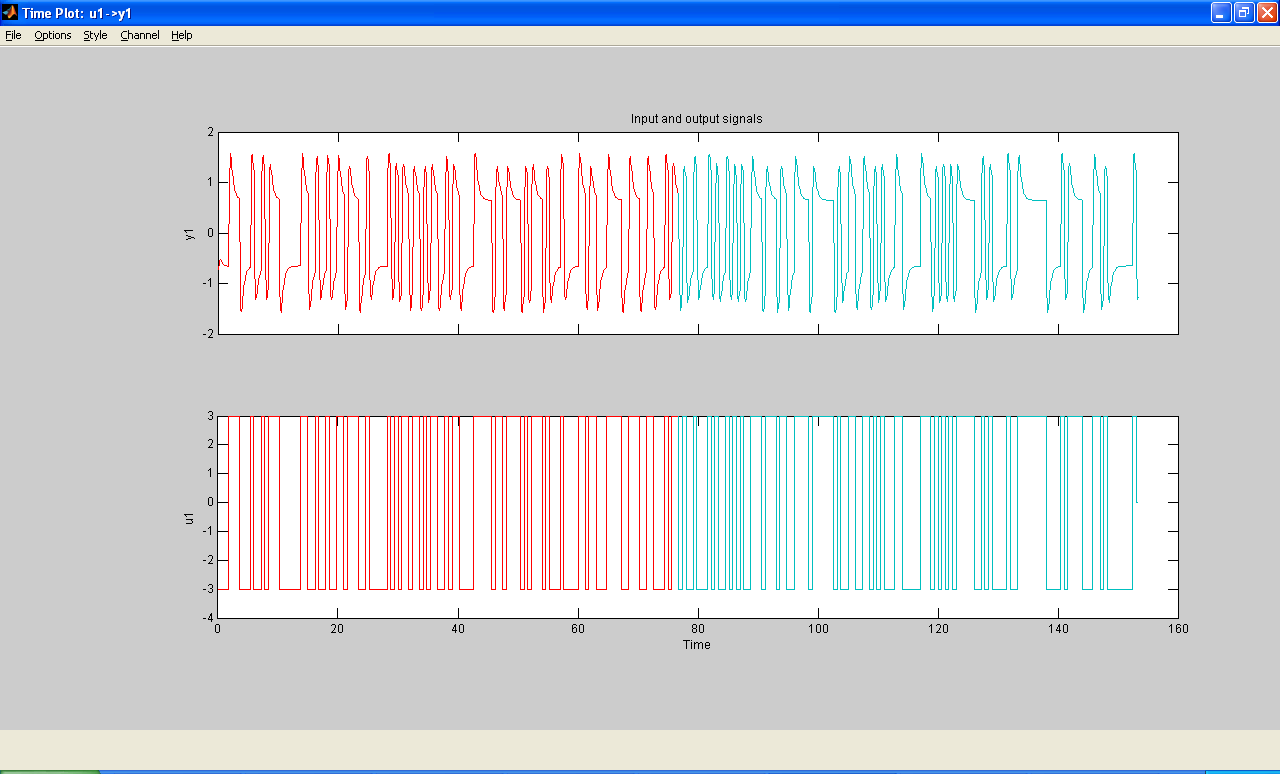 Time Plot: u1->y1
File Options Style Channel Help
Input and output signals
2
1
0
-1
-2
y1
3
2
1
0
-1
-2
-3
-4
u1
0 20 40 60 80 100 120 140 160
Time